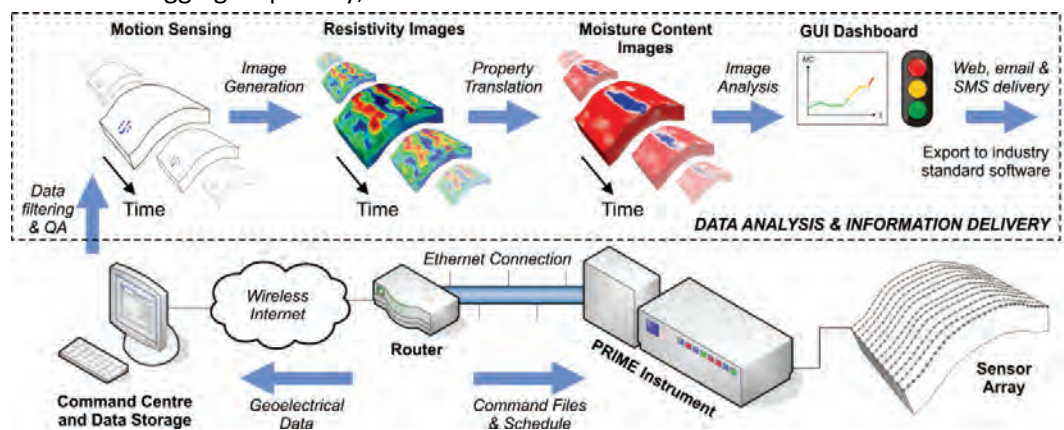 Motion Sensing
Resistivity Images
Moisture Content
Images
GUI Dashboard
Image
Generation
Property
Translation
Image
Analysis
MC
t
Web, email &
SMS delivery
Time
Time
Time
Export to industry
standard software
Data
filtering
& QA
DATA ANALYSIS & INFORMATION DELIVERY
Ethernet Connection
Wireless
Internet
Router
PRIME Instrument
Sensor
Array
Command Centre
and Data Storage
Geoelectrical
Data
Command Files
& Schedule